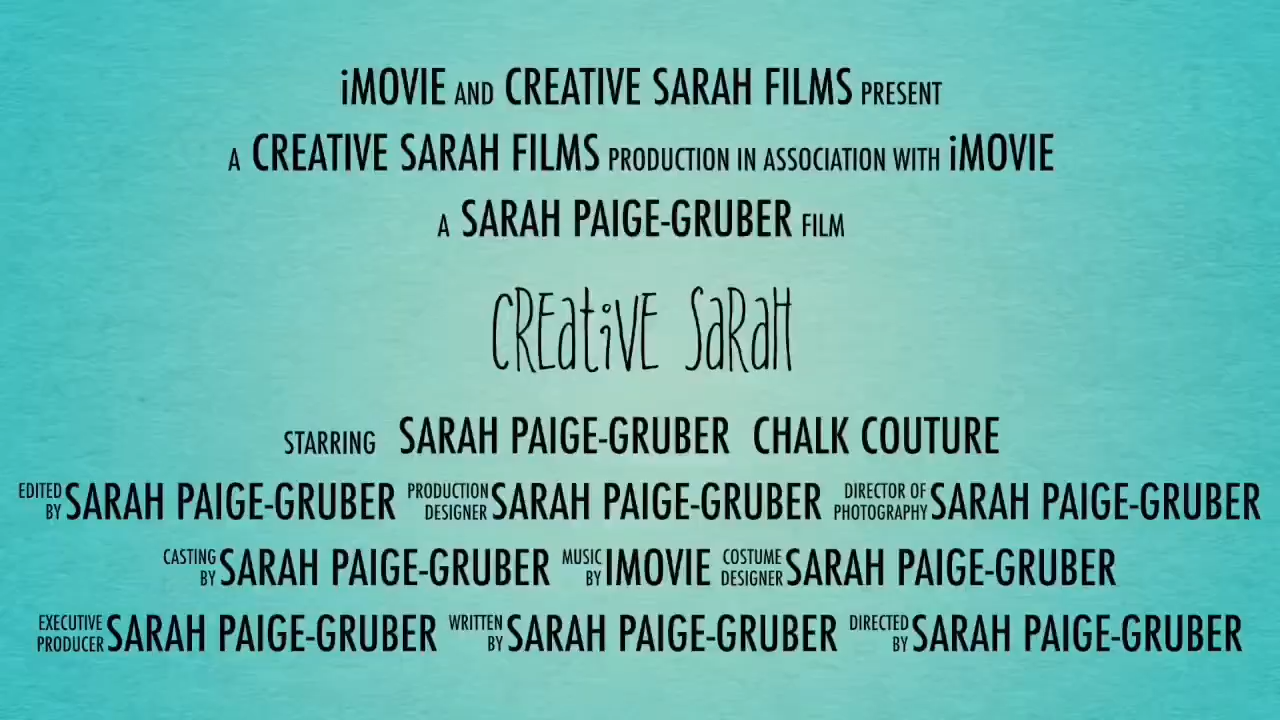 iMOVIE AND CREATIVE SARAH FILMS PRESENT
A CREATIVE SARAH FILMS PRODUCTION IN ASSOCIATION WITH iMOVIE
A SARAH PAIGE-GRUBER FILM
CREatiVE SaRaH
STARRING SARAH PAIGE-GRUBER CHALK COUTURE
EDITED BY SARAH PAIGE-GRUBER PRODUCTION DESIGNER SARAH PAIGE-GRUBER DIRECTOR OF PHOTOGRAPHY SARAH PAIGE-GRUBER
CASTING BY SARAH PAIGE-GRUBER MUSIC BY IMOVIE COSTUME DESIGNER SARAH PAIGE-GRUBER
EXECUTIVE PRODUCER SARAH PAIGE-GRUBER WRITTEN BY SARAH PAIGE-GRUBER DIRECTED BY SARAH PAIGE-GRUBER